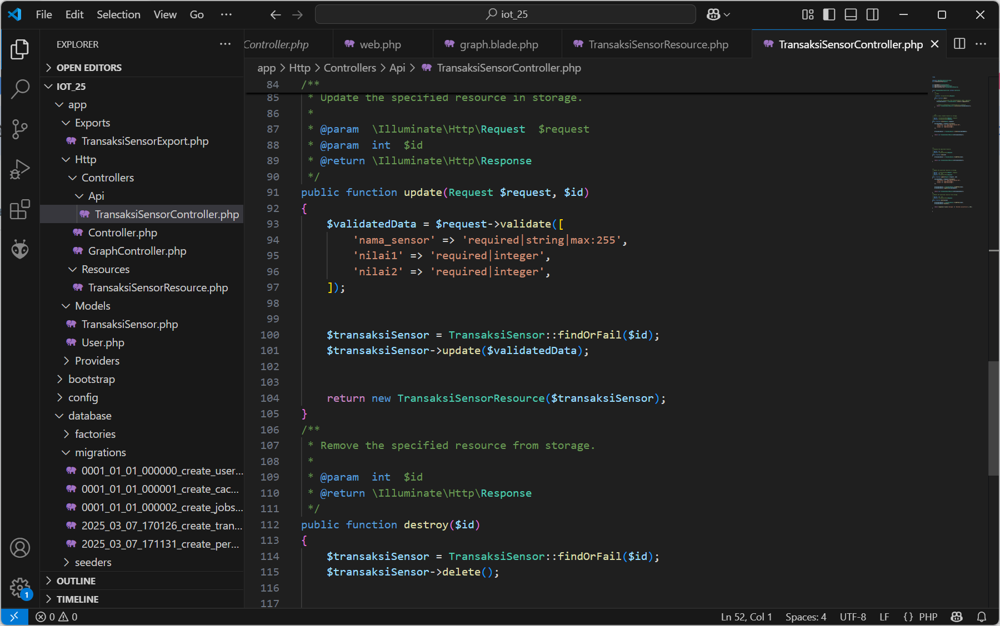 File Edit Selection View Go ··· iot_25
EXPLORER ···
OPEN EDITORS
IOT_25
app
Exports
TransaksiSensorExport.php
Http
Controllers
Api
TransaksiSensorController.php
Controller.php
GraphController.php
Resources
TransaksiSensorResource.php
Models
TransaksiSensor.php
User.php
Providers
bootstrap
config
database
factories
migrations
0001_01_01_000000_create_user...
0001_01_01_000001_create_cac...
0001_01_01_000002_create_jobs...
2025_03_07_170126_create_tran...
2025_03_07_171131_create_per...
seeders
OUTLINE
TIMELINE
1
Controller.php web.php graph.blade.php TransaksiSensorResource.php TransaksiSensorController.php ···
app > Http > Controllers > Api > TransaksiSensorController.php
84 /**
85 * Update the specified resource in storage.
86 *
87 * @param  \Illuminate\Http\Request  $request
88 * @param  int  $id
89 * @return \Illuminate\Http\Response
90 */
91 public function update(Request $request, $id)
92 {
93     $validatedData = $request->validate([
94         'nama_sensor' => 'required|string|max:255',
95         'nilai1' => 'required|integer',
96         'nilai2' => 'required|integer',
97     ]);
98
99
100     $transaksiSensor = TransaksiSensor::findOrFail($id);
101     $transaksiSensor->update($validatedData);
102
103
104     return new TransaksiSensorResource($transaksiSensor);
105 }
106 /**
107 * Remove the specified resource from storage.
108 *
109 * @param  int  $id
110 * @return \Illuminate\Http\Response
111 */
112 public function destroy($id)
113 {
114     $transaksiSensor = TransaksiSensor::findOrFail($id);
115     $transaksiSensor->delete();
116
117
0 0 Ln 52, Col 1 Spaces: 4 UTF-8 LF {} PHP